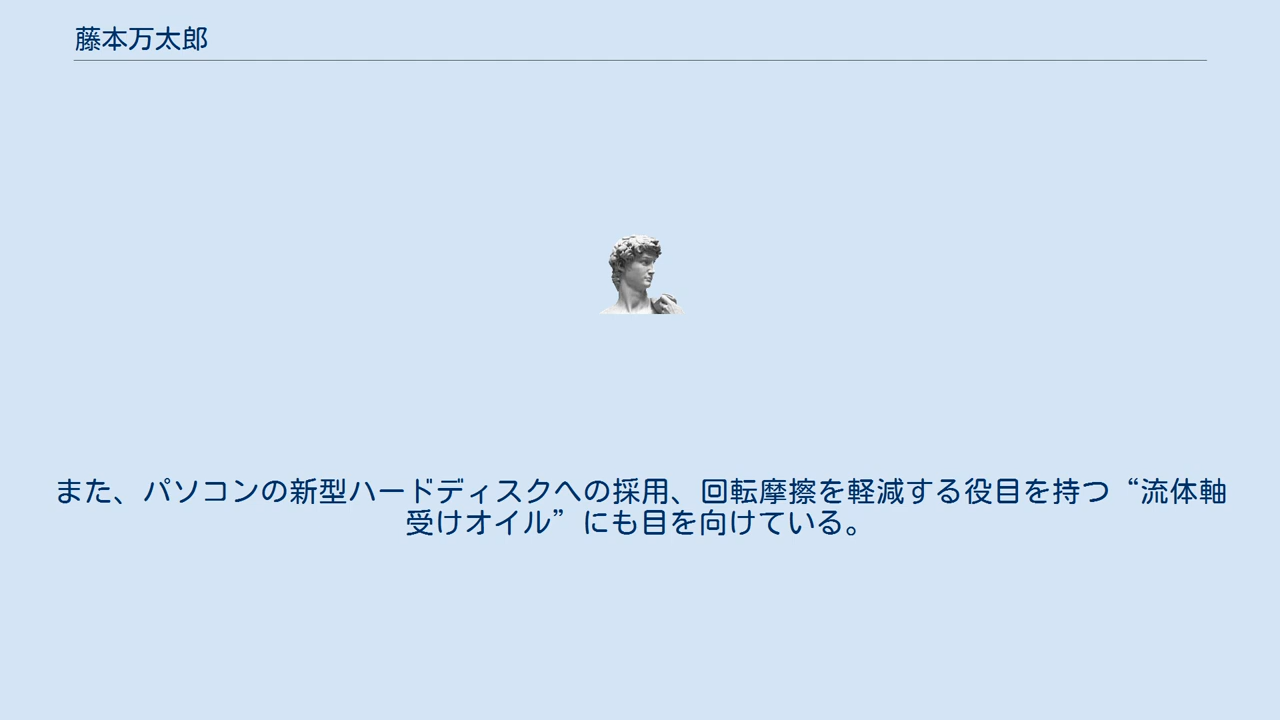 藤本万太郎
また、パソコンの新型ハードディスクへの採用、回転摩擦を軽減する役目を持つ“流体軸
受けオイル”にも目を向けている。